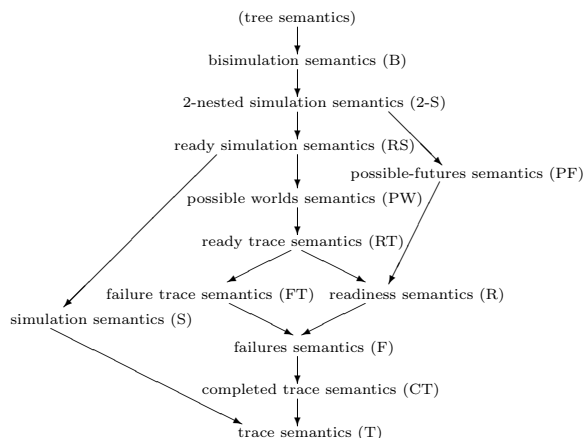 (tree semantics)
bisimulation semantics (B)
2-nested simulation semantics (2-S)
ready simulation semantics (RS)
possible-futures semantics (PF)
possible worlds semantics (PW)
ready trace semantics (RT)
failure trace semantics (FT)
readiness semantics (R)
simulation semantics (S)
failures semantics (F)
completed trace semantics (CT)
trace semantics (T)